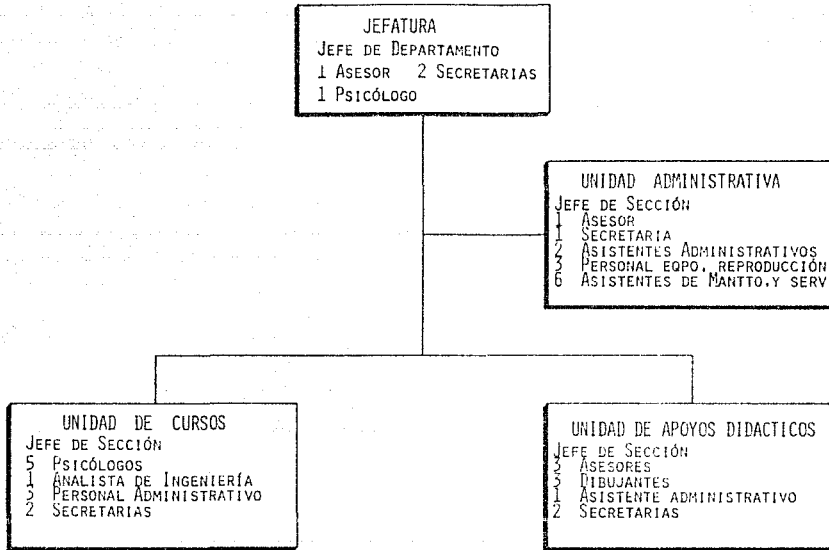 JEFATURA
JEFE DE DEPARTAMENTO
1 ASESOR 2 SECRETARIAS
1 PSICÓLOGO
UNIDAD ADMINISTRATIVA
JEFE DE SECCIÓN
1 ASESOR
1 SECRETARIA
2 ASISTENTES ADMINISTRATIVOS
3 PERSONAL EQPO. REPRODUCCIÓN
6 ASISTENTES DE MANTTO. Y SERV
UNIDAD DE CURSOS
JEFE DE SECCIÓN
5 PSICÓLOGOS
1 ANALISTA DE INGENIERÍA
3 PERSONAL ADMINISTRATIVO
2 SECRETARIAS
UNIDAD DE APOYOS DIDACTICOS
JEFE DE SECCIÓN
3 ASESORES
3 DIBUJANTES
1 ASISTENTE ADMINISTRATIVO
2 SECRETARIAS